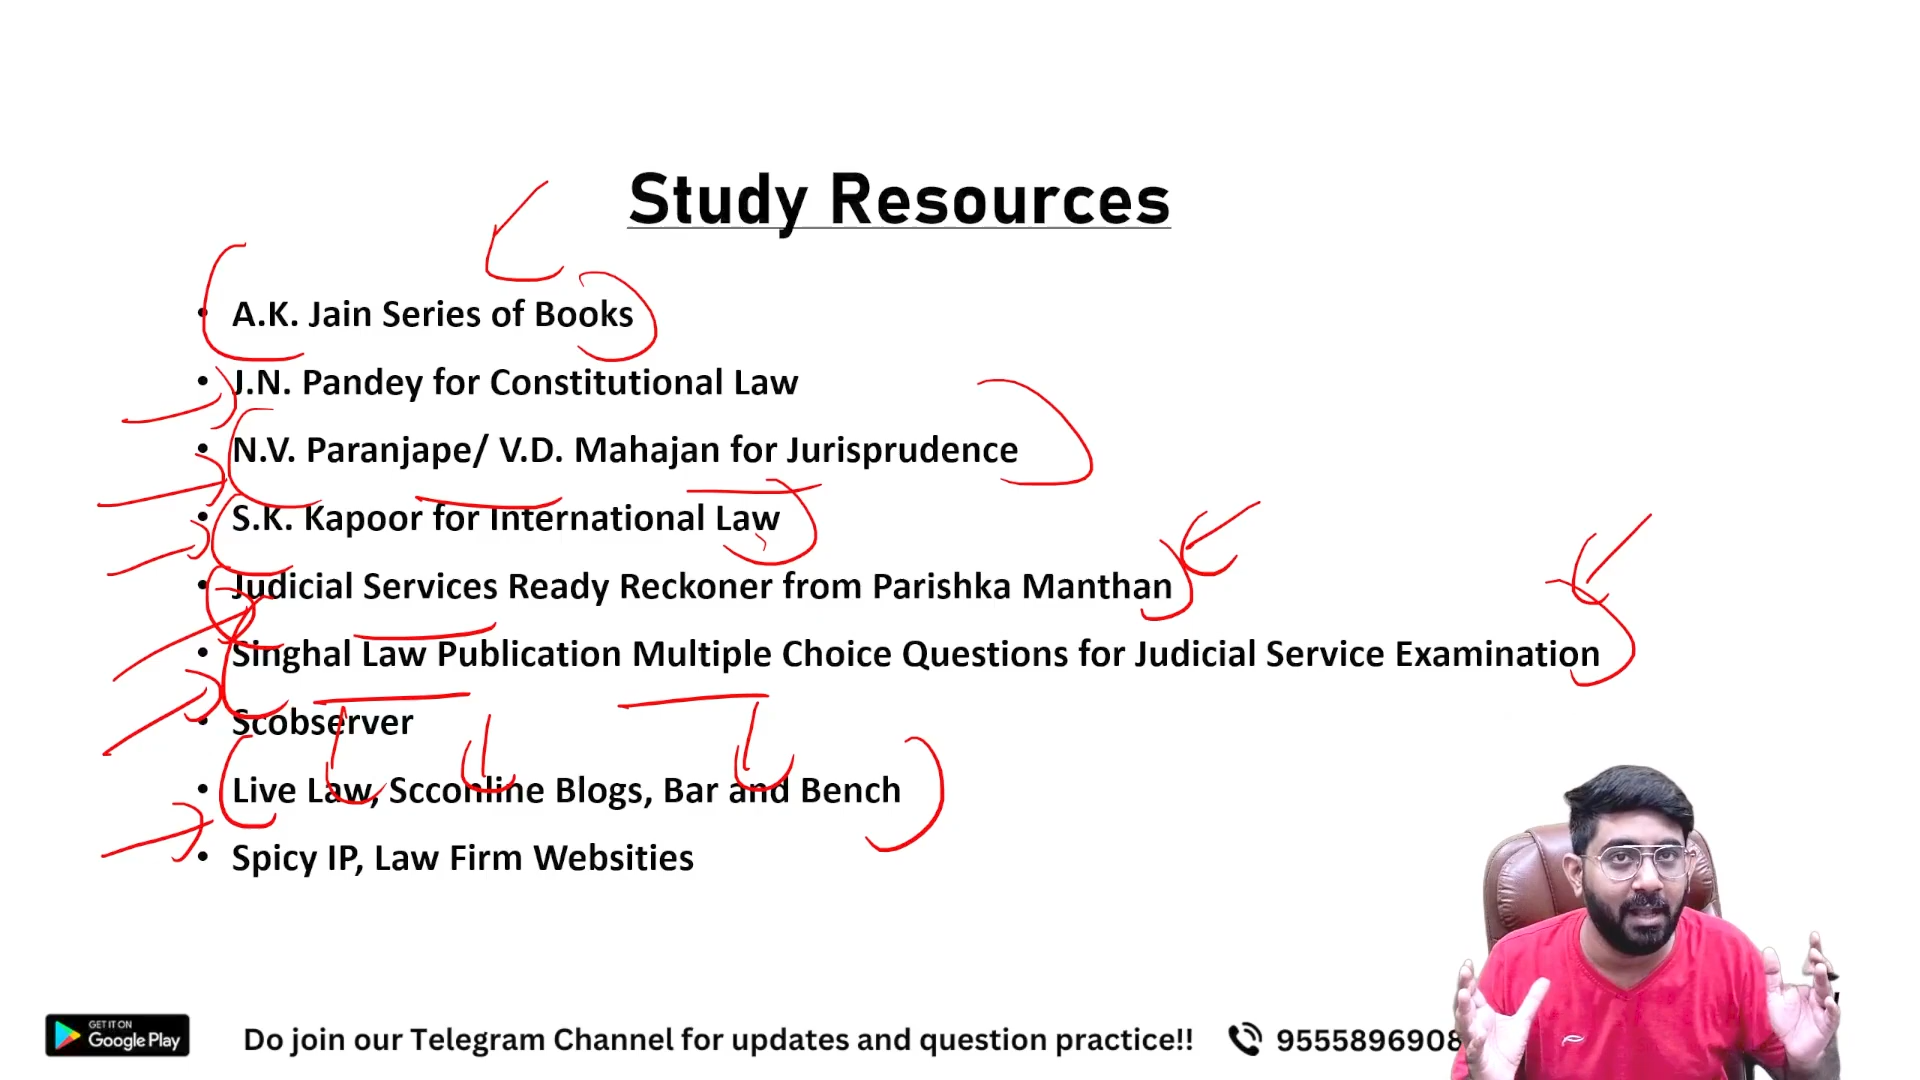 Study Resources
• A.K. Jain Series of Books
• J.N. Pandey for Constitutional Law
• N.V. Paranjape/ V.D. Mahajan for Jurisprudence
• S.K. Kapoor for International Law
• Judicial Services Ready Reckoner from Parishka Manthan
• Singhal Law Publication Multiple Choice Questions for Judicial Service Examination
• Scobserver
• Live Law, Scconline Blogs, Bar and Bench
• Spicy IP, Law Firm Websities
GET IT ON
Google Play
Do join our Telegram Channel for updates and question practice!! 9555896908